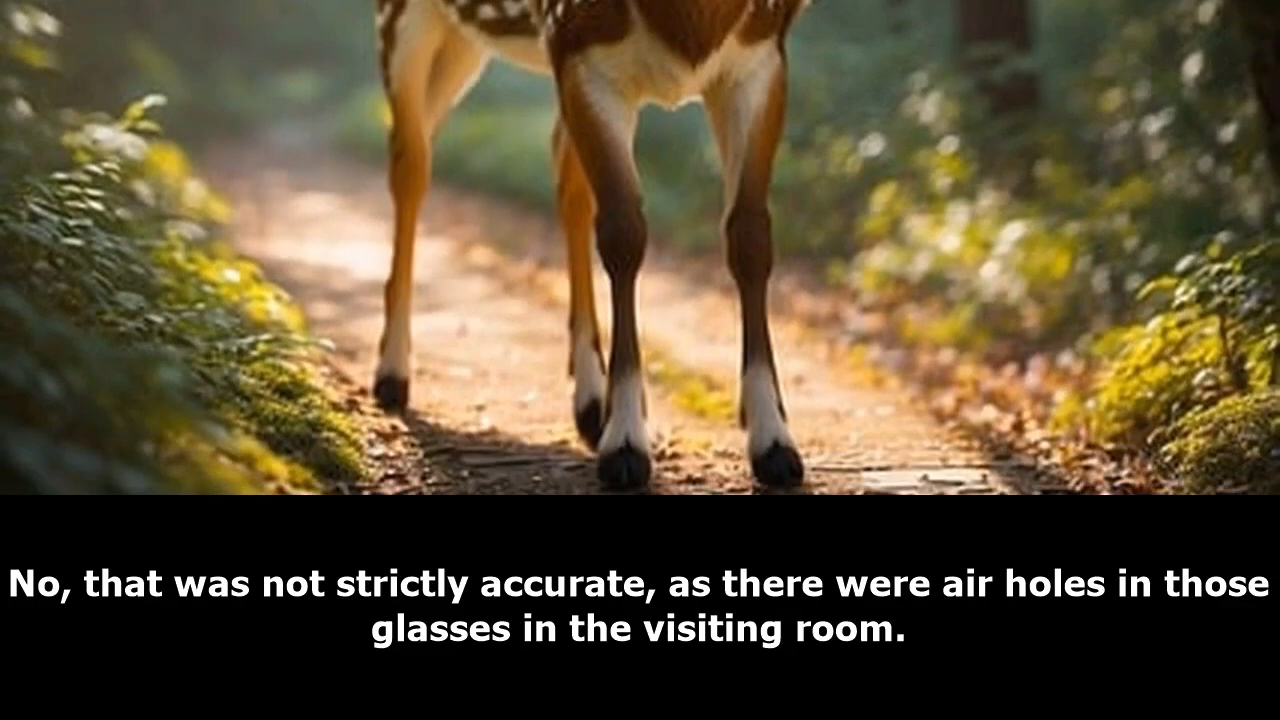 No, that was not strictly accurate, as there were air holes in those
glasses in the visiting room.